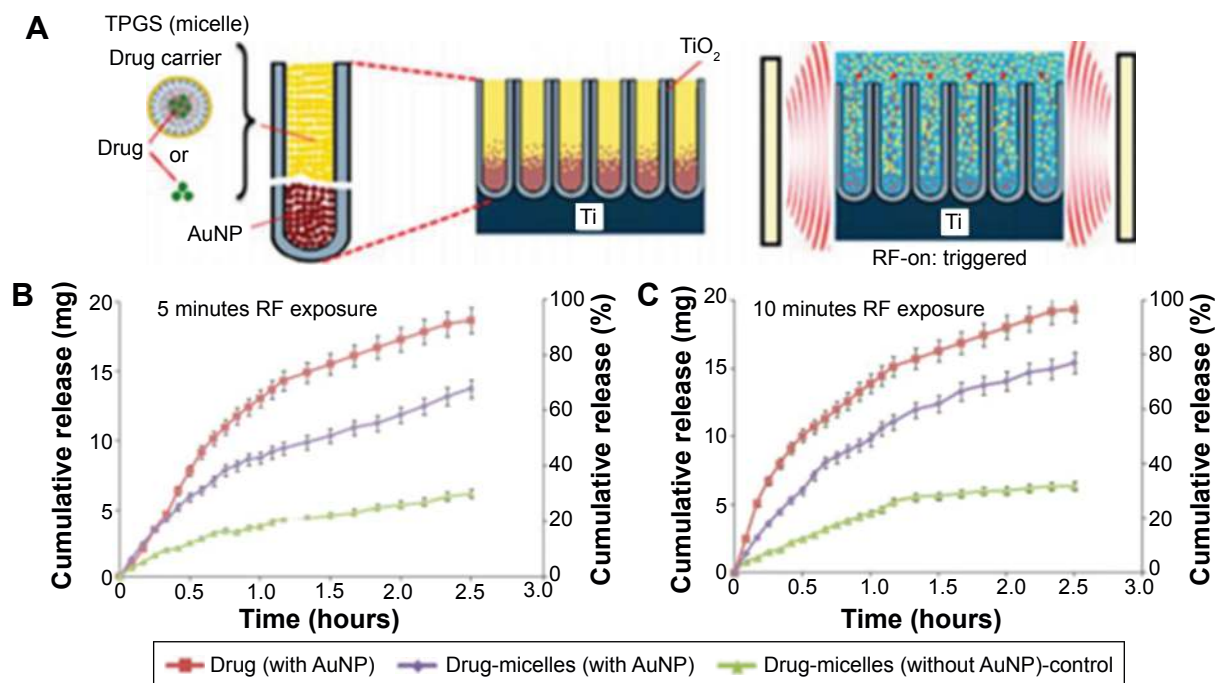 A
TPGS (micelle)
Drug carrier
Drug
or
AuNP
TiO2
Ti
Ti
RF-on: triggered
B
5 minutes RF exposure
Cumulative release (mg)
20
15
10
5
0
100
80
60
40
20
0
Cumulative release (%)
0 0.5 1.0 1.5 2.0 2.5 3.0
Time (hours)
C
10 minutes RF exposure
Cumulative release (mg)
20
15
10
5
0
100
80
60
40
20
0
Cumulative release (%)
0 0.5 1.0 1.5 2.0 2.5 3.0
Time (hours)
Drug (with AuNP) Drug-micelles (with AuNP) Drug-micelles (without AuNP)-control